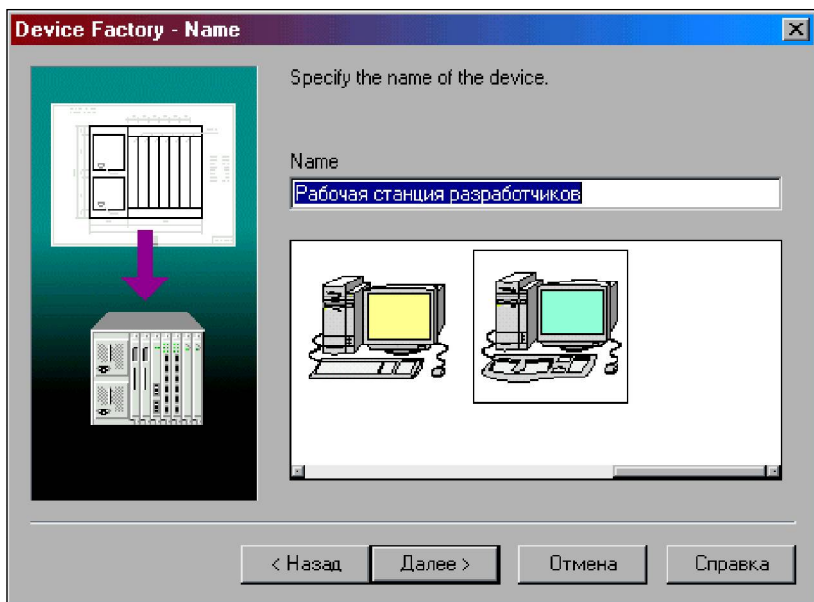 Device Factory - Name
Specify the name of the device.
Name
Рабочая станция разработчиков
< Назад
Далее >
Отмена
Справка